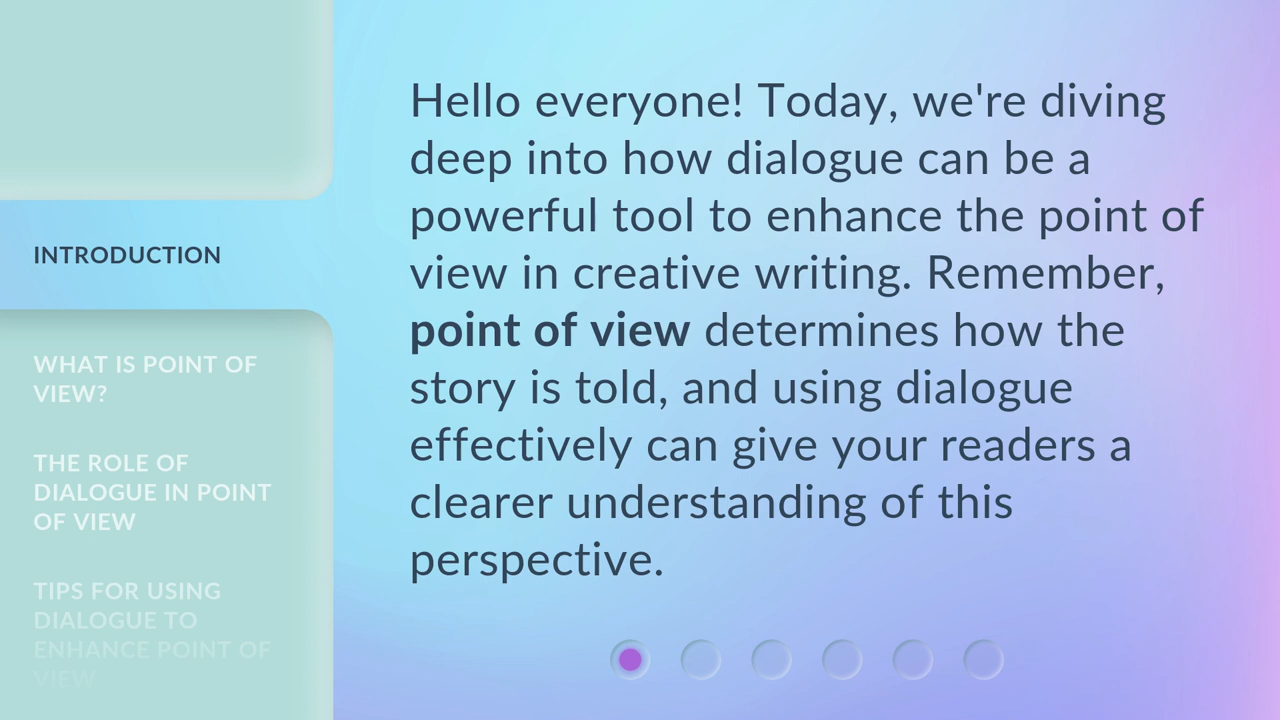 INTRODUCTION
WHAT IS POINT OF
VIEW?
THE ROLE OF
DIALOGUE IN POINT
OF VIEW
TIPS FOR USING
DIALOGUE TO
ENHANCE POINT OF
VIEW
Hello everyone! Today, we're diving
deep into how dialogue can be a
powerful tool to enhance the point of
view in creative writing. Remember,
point of view determines how the
story is told, and using dialogue
effectively can give your readers a
clearer understanding of this
perspective.